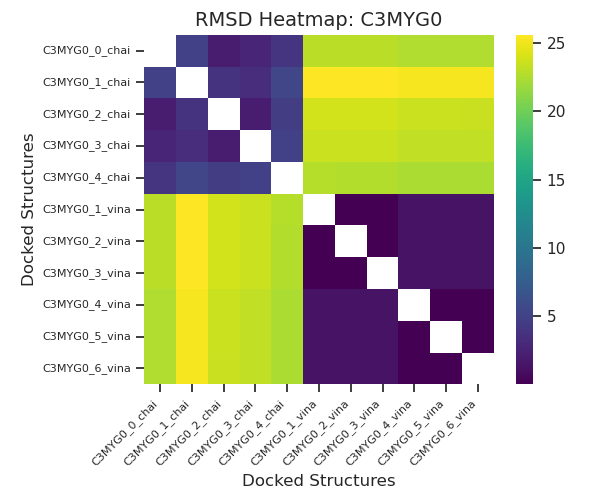 RMSD Heatmap: C3MYG0
Docked Structures
C3MYG0_0_chai
C3MYG0_1_chai
C3MYG0_2_chai
C3MYG0_3_chai
C3MYG0_4_chai
C3MYG0_1_vina
C3MYG0_2_vina
C3MYG0_3_vina
C3MYG0_4_vina
C3MYG0_5_vina
C3MYG0_6_vina
C3MYG0_0_chai
C3MYG0_1_chai
C3MYG0_2_chai
C3MYG0_3_chai
C3MYG0_4_chai
C3MYG0_1_vina
C3MYG0_2_vina
C3MYG0_3_vina
C3MYG0_4_vina
C3MYG0_5_vina
C3MYG0_6_vina
Docked Structures
25
20
15
10
5